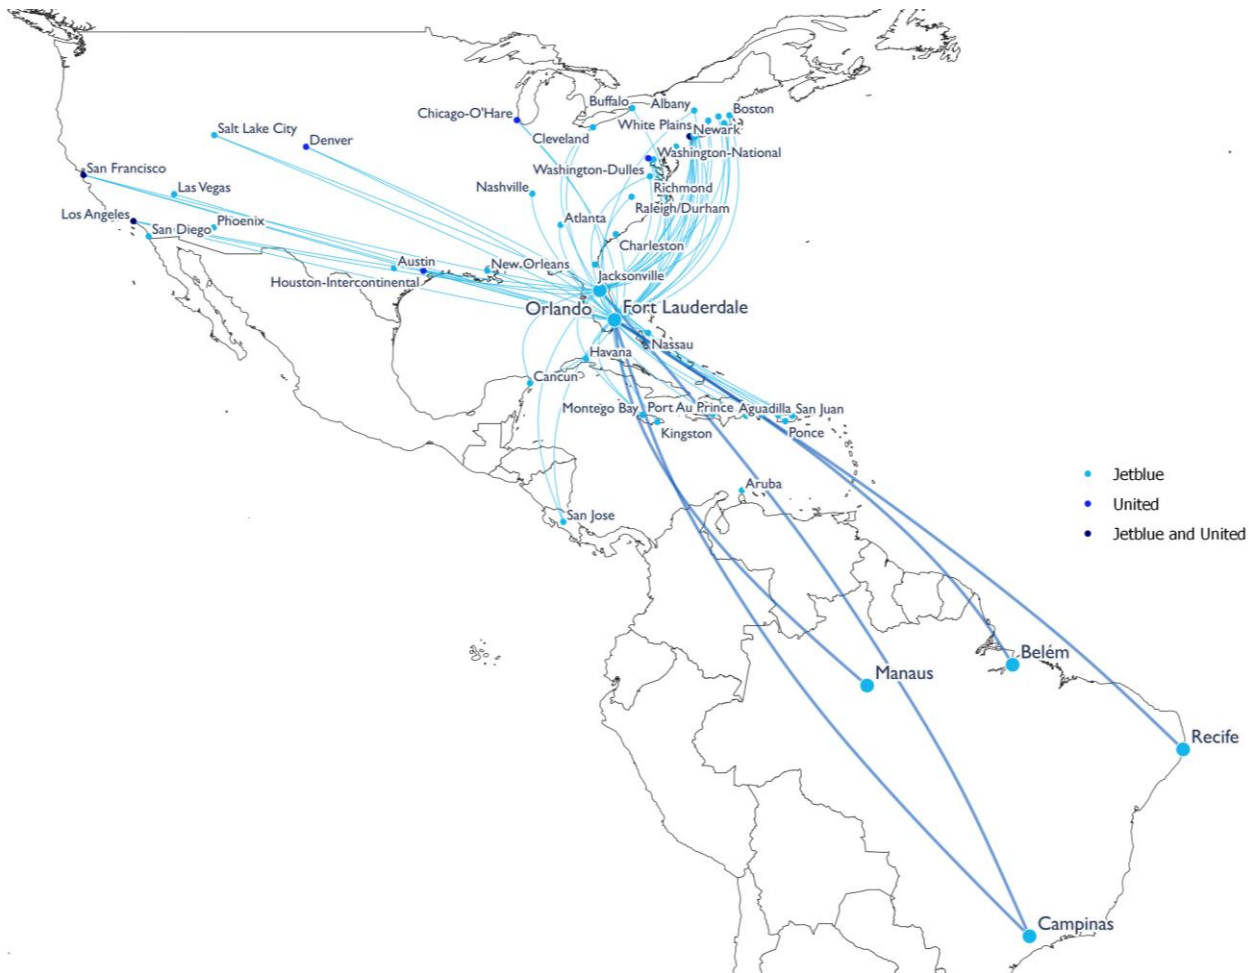 Buffalo
Albany
Boston
Chicago-O'Hare
White Plains
Newark
Salt Lake City
Denver
Cleveland
Washington-National
San Francisco
Washington-Dulles
Las Vegas
Nashville
Richmond
Raleigh/Durham
Los Angeles
San Diego
Phoenix
Atlanta
Charleston
Austin
New Orleans
Houston-Intercontinental
Jacksonville
Orlando
Fort Lauderdale
Nassau
Havana
Cancun
Montego Bay
Port Au Prince
Aguadilla
San Juan
Kingston
Ponce
Aruba
San Jose
Jetblue
United
Jetblue and United
Belém
Manaus
Recife
Campinas